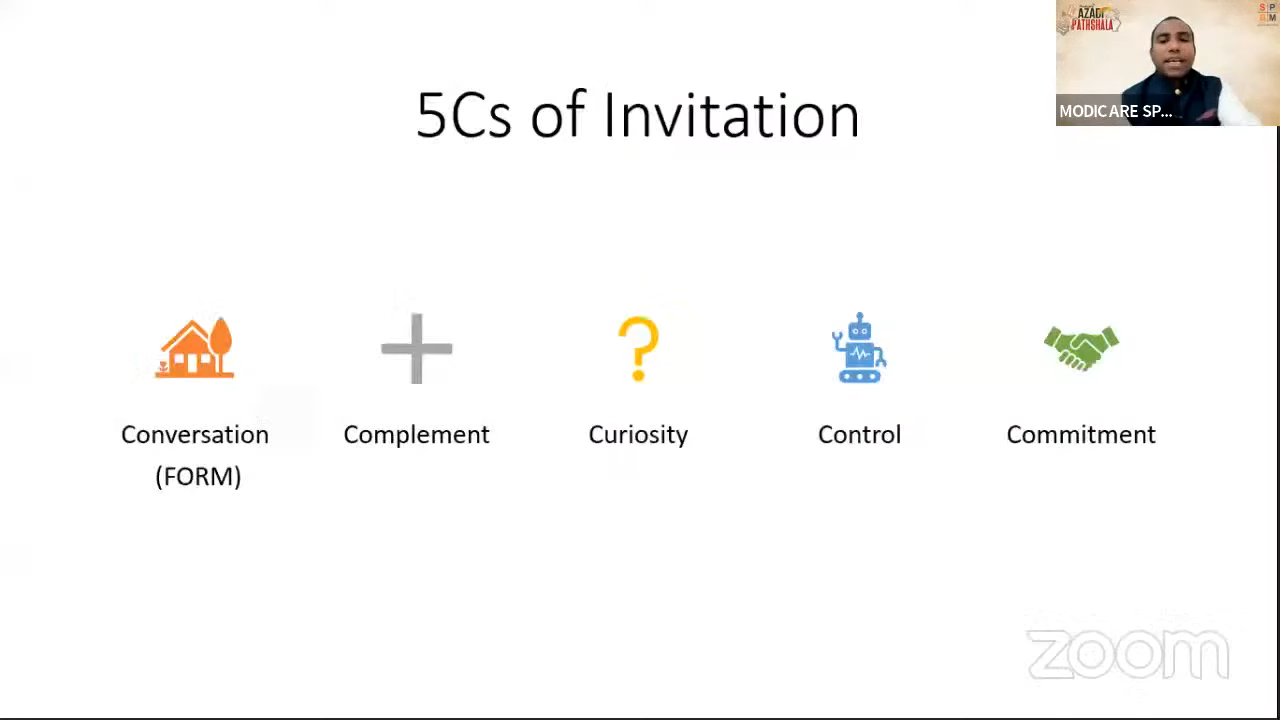 AZADI
PATHSHALA
S P
B M
MODICARE SP...
5Cs of Invitation
Conversation
(FORM)
Complement
Curiosity
Control
Commitment
zoom